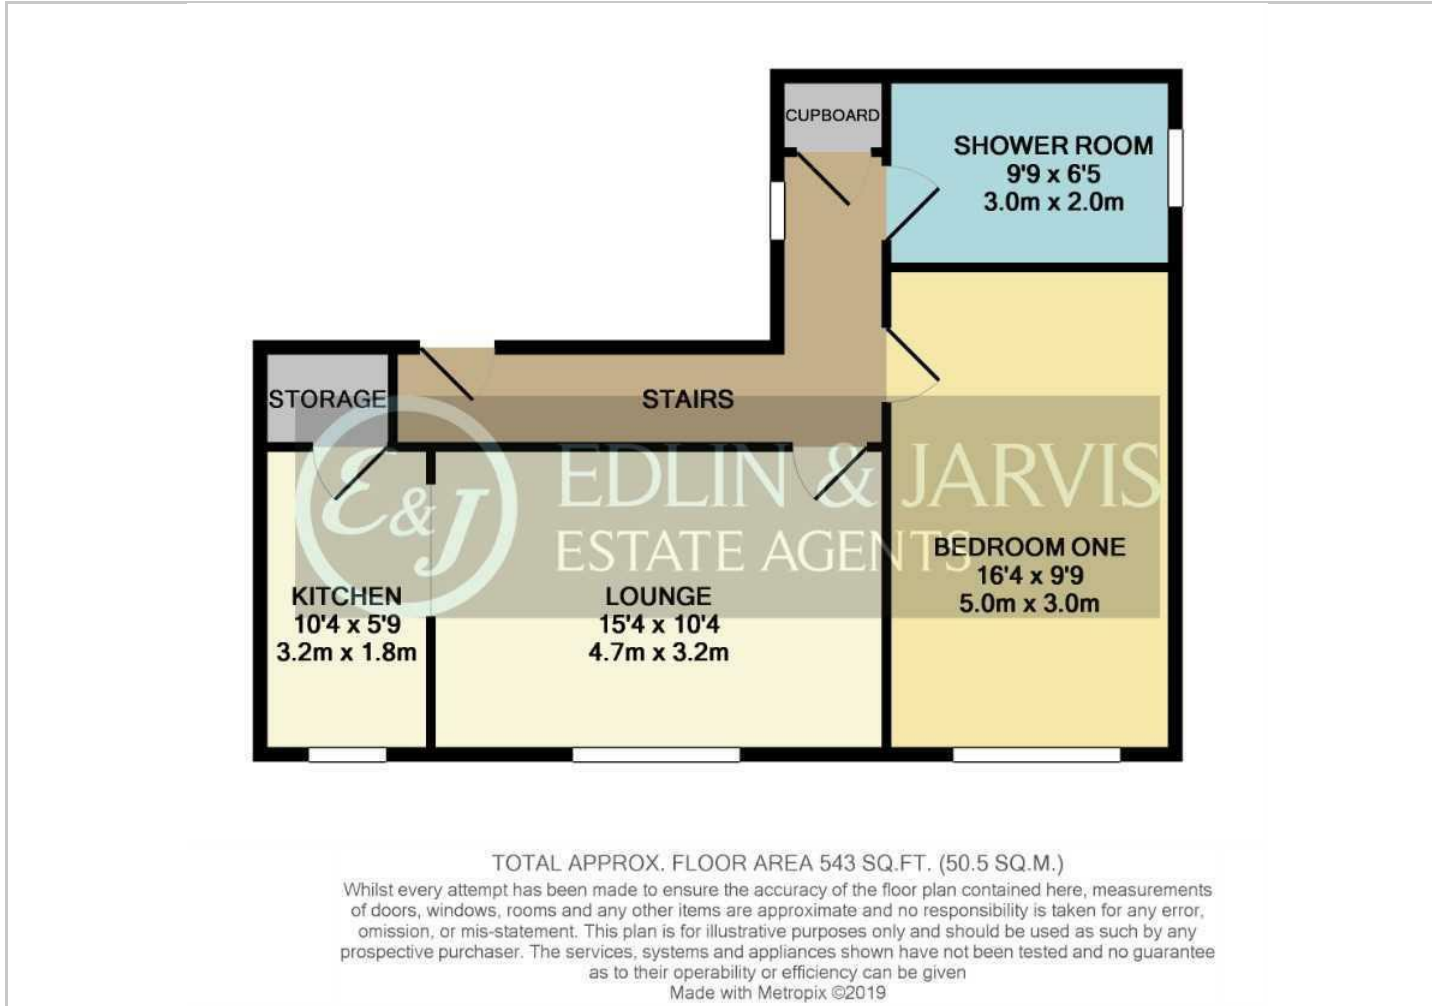 CUPBOARD
SHOWER ROOM
9'9 x 6'5
3.0m x 2.0m
STORAGE
STAIRS
E&J
EDLIN & JARVIS
ESTATE AGENTS
BEDROOM ONE
16'4 x 9'9
5.0m x 3.0m
KITCHEN
10'4 x 5'9
3.2m x 1.8m
LOUNGE
15'4 x 10'4
4.7m x 3.2m
TOTAL APPROX. FLOOR AREA 543 SQ.FT. (50.5 SQ.M.)
Whilst every attempt has been made to ensure the accuracy of the floor plan contained here, measurements
of doors, windows, rooms and any other items are approximate and no responsibility is taken for any error,
omission, or mis-statement. This plan is for illustrative purposes only and should be used as such by any
prospective purchaser. The services, systems and appliances shown have not been tested and no guarantee
as to their operability or efficiency can be given
Made with Metropix ©2019